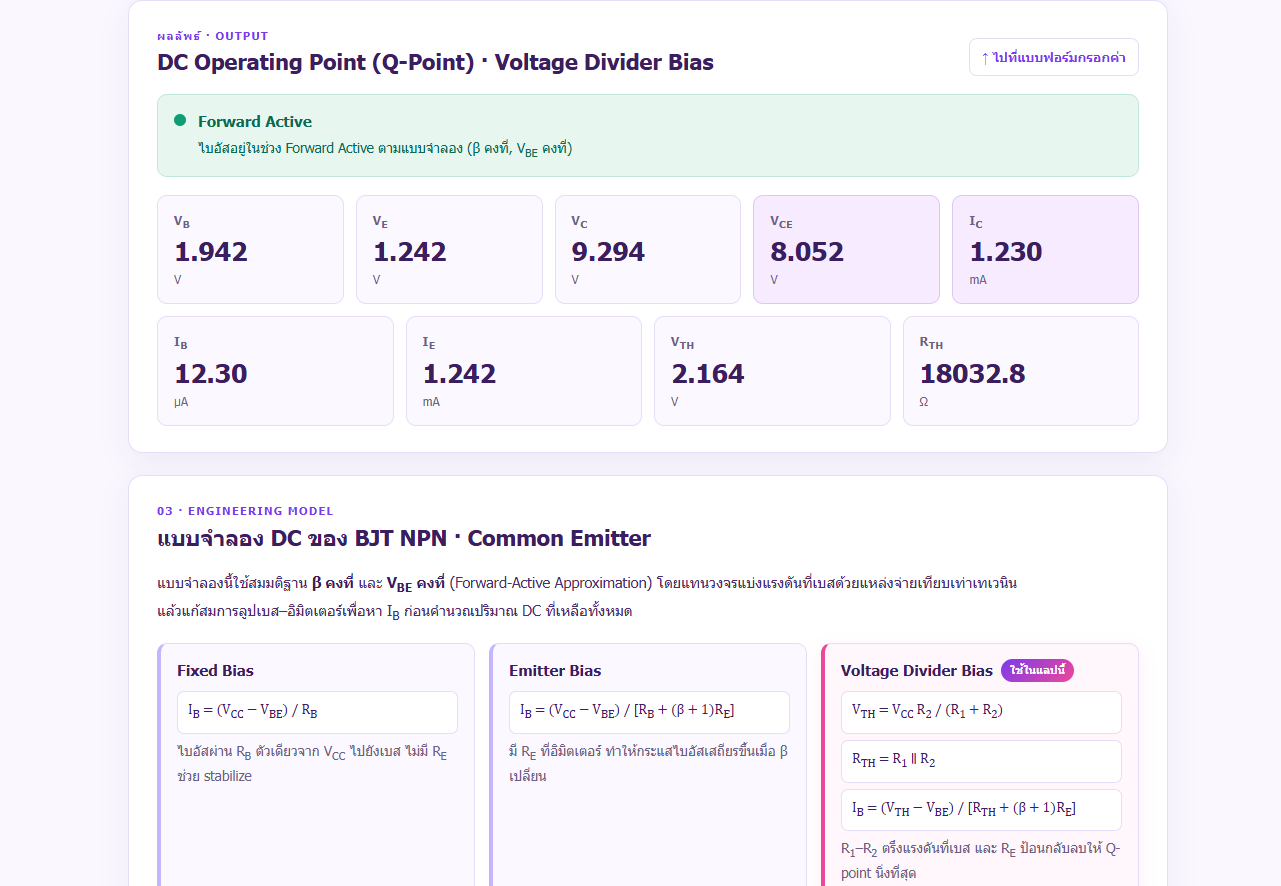 ผลลัพธ์ · OUTPUT
DC Operating Point (Q-Point) · Voltage Divider Bias
↑ ไปที่แบบฟอร์มกรอกค่า
Forward Active
ไบอัสอยู่ในช่วง Forward Active ตามแบบจำลอง (β คงที่, VBE คงที่)
VB
1.942
V
VE
1.242
V
VC
9.294
V
VCE
8.052
V
IC
1.230
mA
IB
12.30
µA
IE
1.242
mA
VTH
2.164
V
RTH
18032.8
Ω
03 · ENGINEERING MODEL
แบบจำลอง DC ของ BJT NPN · Common Emitter
แบบจำลองนี้ใช้สมมติฐาน β คงที่ และ VBE คงที่ (Forward-Active Approximation) โดยแทนวงจรแบ่งแรงดันที่เบสด้วยแหล่งจ่ายเทียบเท่าเทเวนิน
แล้วแก้สมการลูปเบส–อิมิตเตอร์เพื่อหา IB ก่อนคำนวณปริมาณ DC ที่เหลือทั้งหมด
Fixed Bias
IB = (VCC − VBE) / RB
ไบอัสผ่าน RB ตัวเดียวจาก VCC ไปยังเบส ไม่มี RE
ช่วย stabilize
Emitter Bias
IB = (VCC − VBE) / [RB + (β + 1)RE]
มี RE ที่อิมิตเตอร์ ทำให้กระแสไบอัสเสถียรขึ้นเมื่อ β
เปลี่ยน
Voltage Divider Bias ใช้ในแลปนี้
VTH = VCC R2 / (R1 + R2)
RTH = R1 ∥ R2
IB = (VTH − VBE) / [RTH + (β + 1)RE]
R1–R2 ตรึงแรงดันที่เบส และ RE ป้อนกลับลบให้ Q-
point นิ่งที่สุด